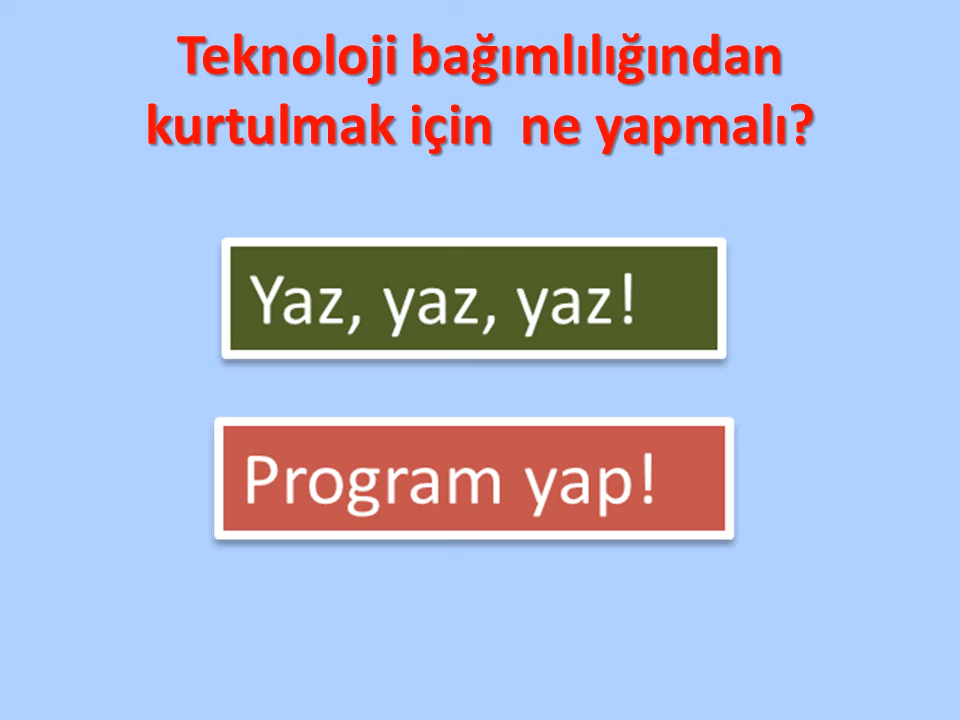 Teknoloji bağımlılığından
kurtulmak için  ne yapmalı?
Yaz, yaz, yaz!
Program yap!